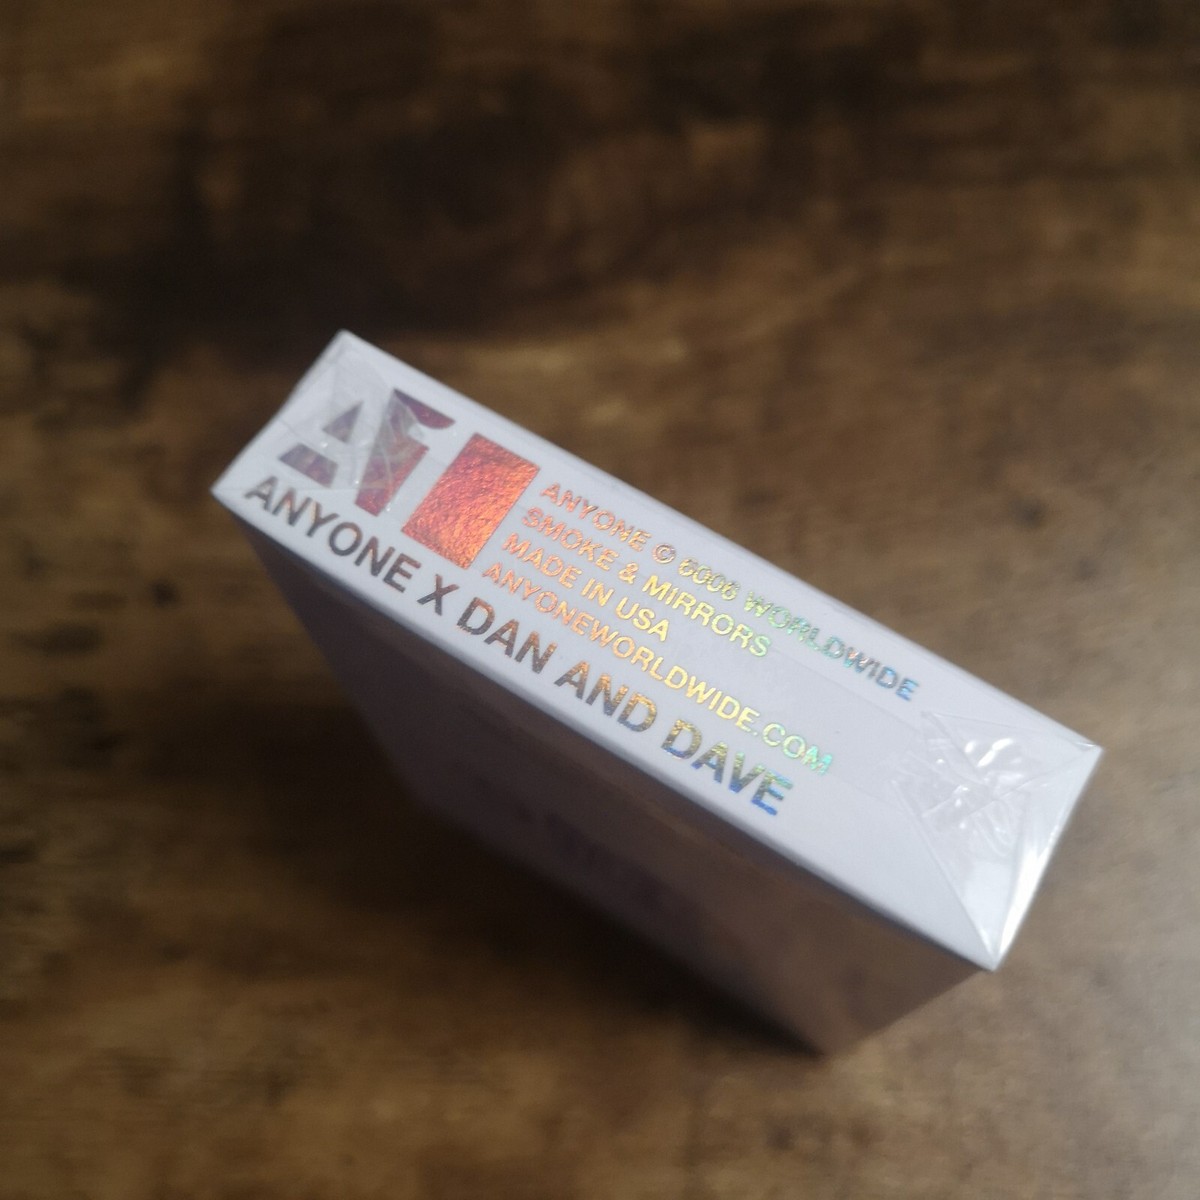 ANYONE © 6006 WORLDWIDE
SMOKE & MIRRORS
MADE IN USA
ANYONEWORLDWIDE.COM
ANYONE X DAN AND DAVE